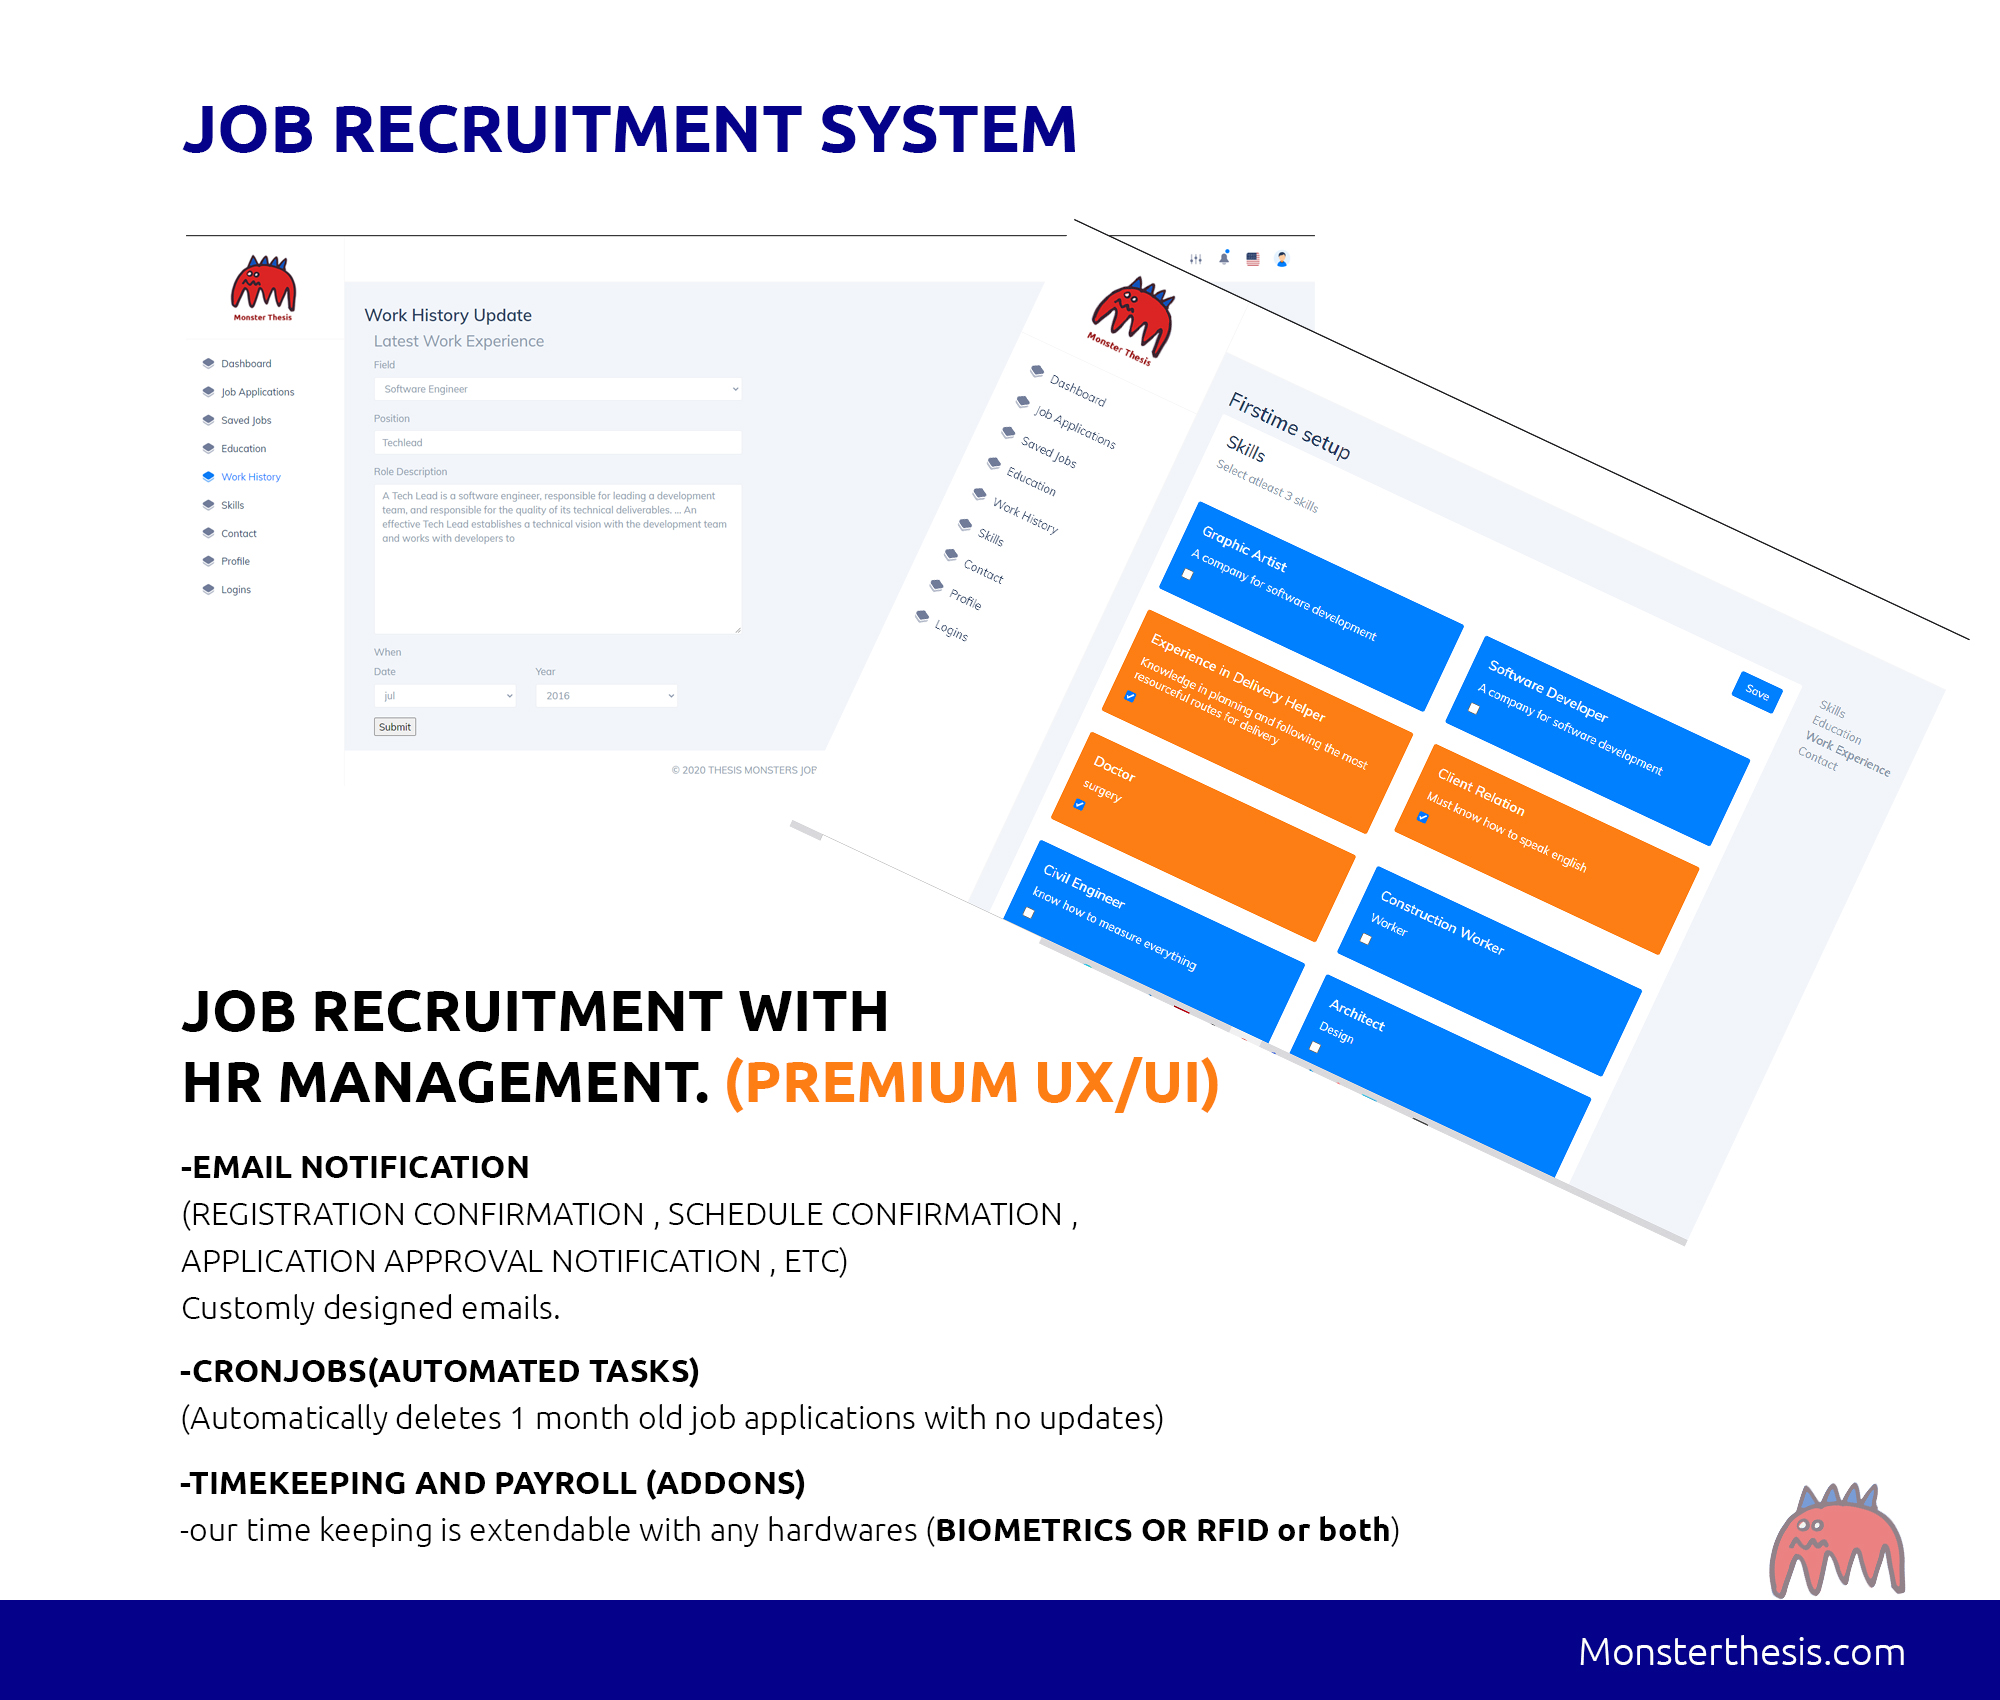 JOB RECRUITMENT SYSTEM
Monster Thesis
Dashboard
Job Applications
Saved Jobs
Education
Work History
Skills
Contact
Profile
Logins
Work History Update
Latest Work Experience
Field
Software Engineer
Position
Techlead
Role Description
A Tech Lead is a software engineer, responsible for leading a development
team, and responsible for the quality of its technical deliverables. ... An
effective Tech Lead establishes a technical vision with the development team
and works with developers to
When
Date
Year
jul
2016
Submit
© 2020 THESIS MONSTERS JOB
Monster Thesis
Dashboard
Job Applications
Saved Jobs
Education
Work History
Skills
Contact
Profile
Logins
Firstime setup
Skills
Select atleast 3 skills
Graphic Artist
A company for software development
Software Developer
A company for software development
Experience in Delivery Helper
Knowledge in planning and following the most
resourceful routes for delivery
Client Relation
Must know how to speak english
Doctor
surgery
Construction Worker
Worker
Civil Engineer
know how to measure everything
Architect
Design
Save
Skills
Education
Work Experience
Contact
JOB RECRUITMENT WITH
HR MANAGEMENT. (PREMIUM UX/UI)
-EMAIL NOTIFICATION
(REGISTRATION CONFIRMATION , SCHEDULE CONFIRMATION ,
APPLICATION APPROVAL NOTIFICATION , ETC)
Customly designed emails.
-CRONJOBS(AUTOMATED TASKS)
(Automatically deletes 1 month old job applications with no updates)
-TIMEKEEPING AND PAYROLL (ADDONS)
-our time keeping is extendable with any hardwares (BIOMETRICS OR RFID or both)
Monsterthesis.com